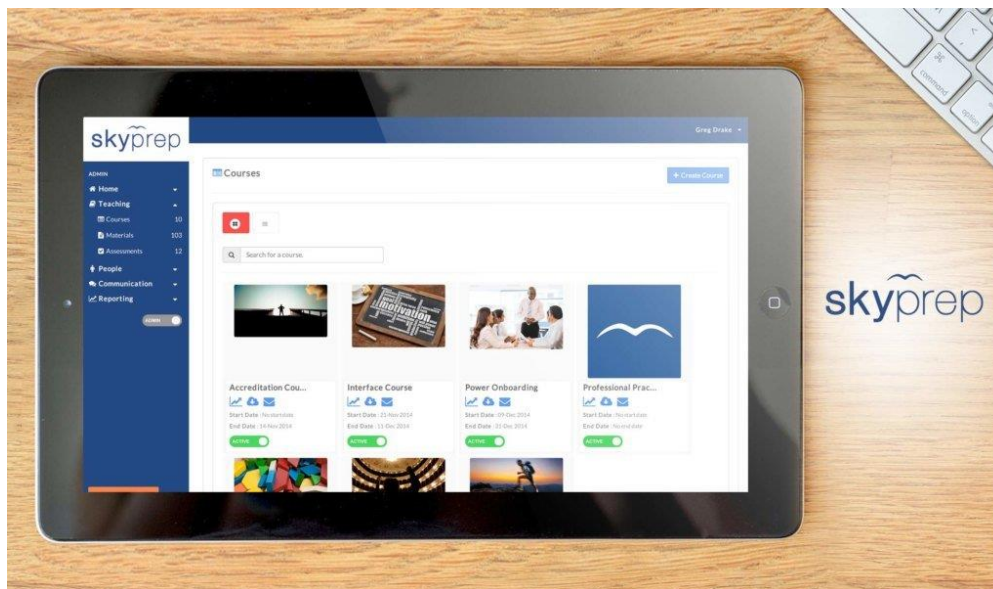 skyprep
Greg Drake
ADMIN
Home
Teaching
Courses 10
Materials 103
Assessments 12
People
Communication
Reporting
ADMIN
Courses
+ Create Course
Search for a course.
motivation
Accreditation Cou...
Start Date : No start date
End Date : 19-Nov 2014
ACTIVE
Interface Course
Start Date : 21-Nov 2014
End Date : 11-Dec 2014
ACTIVE
Power Onboarding
Start Date : 09-Dec 2014
End Date : 31-Dec 2014
ACTIVE
Professional Prac...
Start Date : No start date
End Date : No end date
ACTIVE
skyprep
command
option